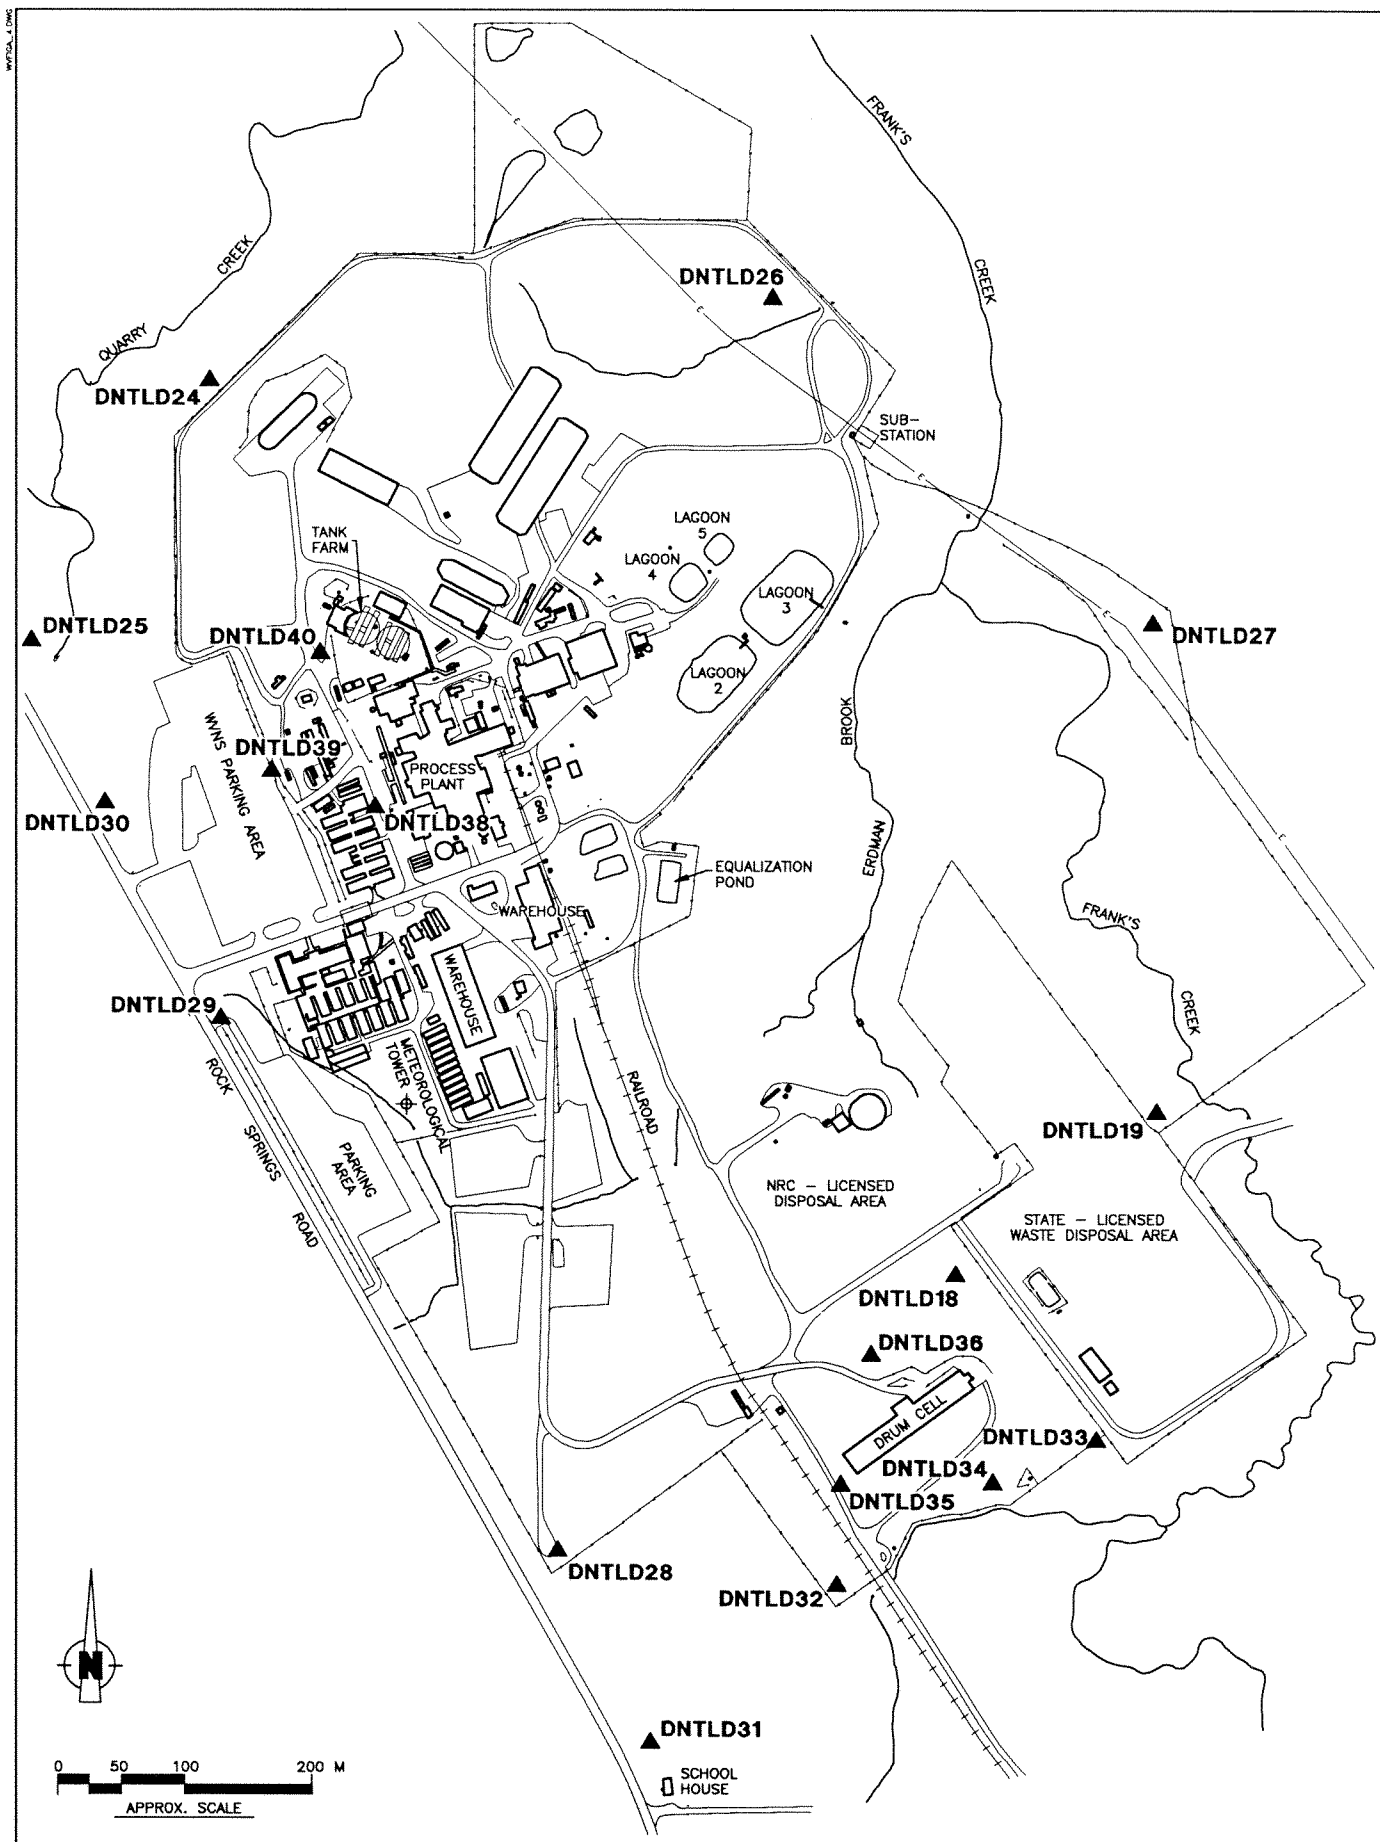 FRANK'S
CREEK
DNTLD26
CREEK
QUARRY
DNTLD24
SUB-
STATION
LAGOON
5
TANK
FARM
LAGOON
4
LAGOON
3
DNTLD25
DNTLD40
DNTLD27
LAGOON
2
BROOK
WVNS PARKING AREA
DNTLD39
PROCESS
PLANT
DNTLD30
DNTLD38
ERDMAN
EQUALIZATION
POND
WAREHOUSE
FRANK'S
CREEK
WAREHOUSE
DNTLD29
METEOROLOGICAL
TOWER
ROCK
SPRINGS
ROAD
RAILROAD
PARKING
AREA
DNTLD19
NRC – LICENSED
DISPOSAL AREA
STATE – LICENSED
WASTE DISPOSAL AREA
DNTLD18
DNTLD36
DRUM CELL
DNTLD33
DNTLD34
DNTLD35
DNTLD28
DNTLD32
N
DNTLD31
SCHOOL
HOUSE
0 50 100 200 M
APPROX. SCALE